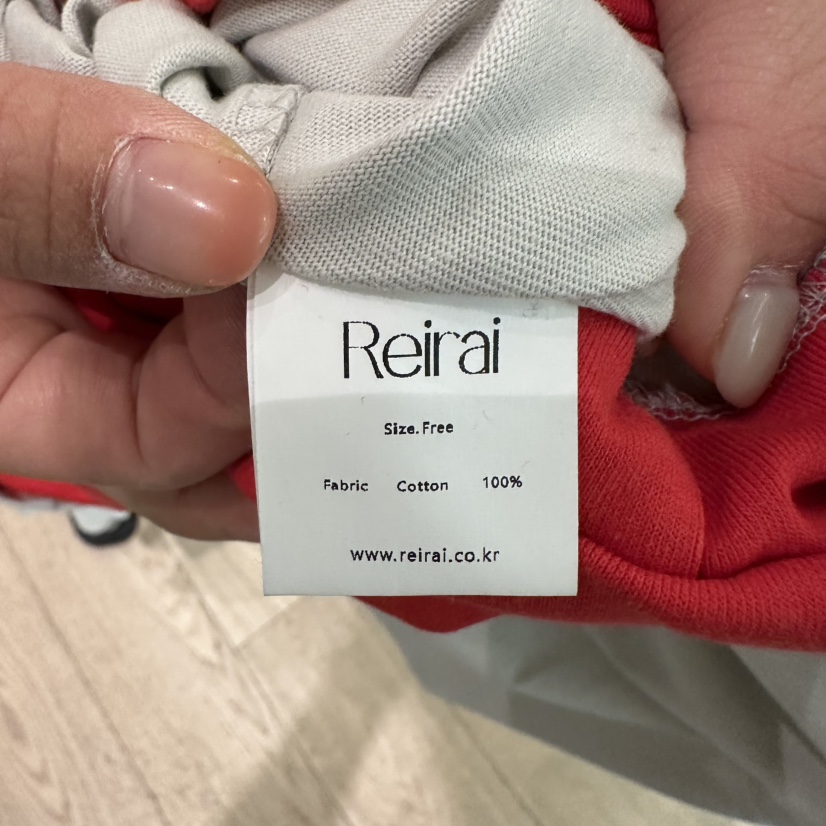 Reirai
Size.Free
Fabric Cotton 100%
www.reirai.co.kr